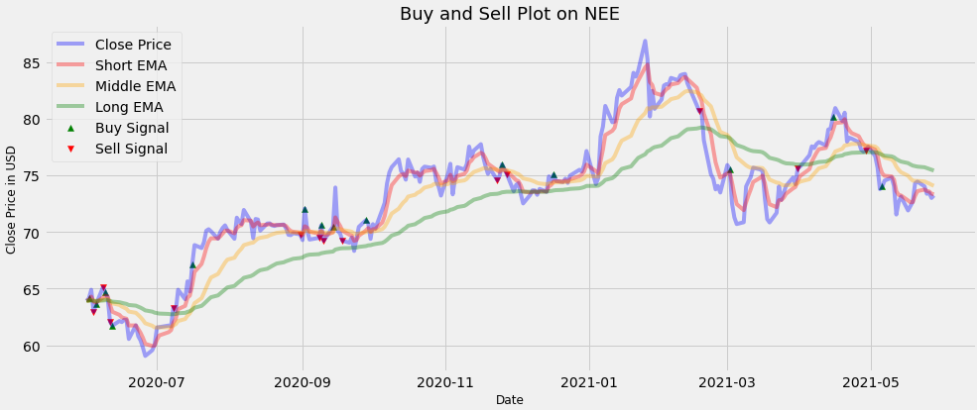 Buy and Sell Plot on NEE
Close Price
Short EMA
Middle EMA
Long EMA
Buy Signal
Sell Signal
Close Price in USD
85
80
75
70
65
60
2020-07
2020-09
2020-11
2021-01
2021-03
2021-05
Date